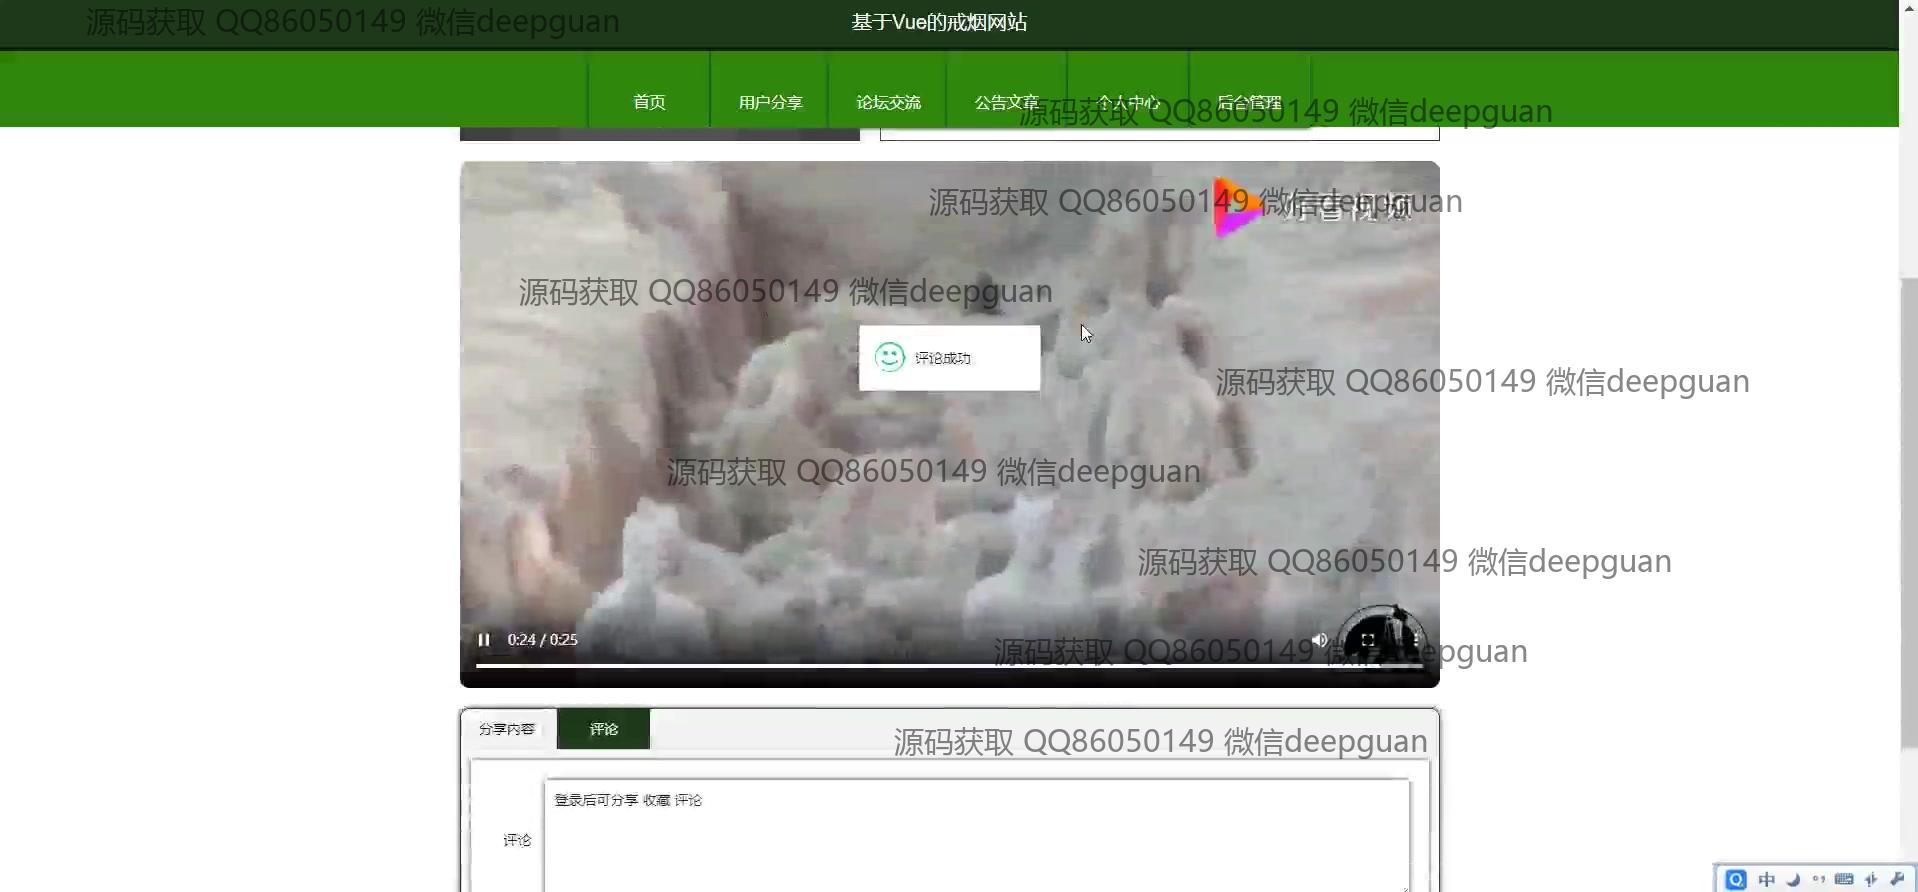 源码获取 QQ86050149 微信deepguan
基于Vue的戒烟网站
首页
用户分享
论坛交流
公告文章
个人中心
后台管理
源码获取 QQ86050149 微信deepguan
源码获取 QQ86050149 微信deepguan
源码获取 QQ86050149 微信deepguan
评论成功
源码获取 QQ86050149 微信deepguan
源码获取 QQ86050149 微信deepguan
源码获取 QQ86050149 微信deepguan
0:24 / 0:25
源码获取 QQ86050149 微信deepguan
分享内容
评论
源码获取 QQ86050149 微信deepguan
登录后可分享 收藏 评论
评论
中